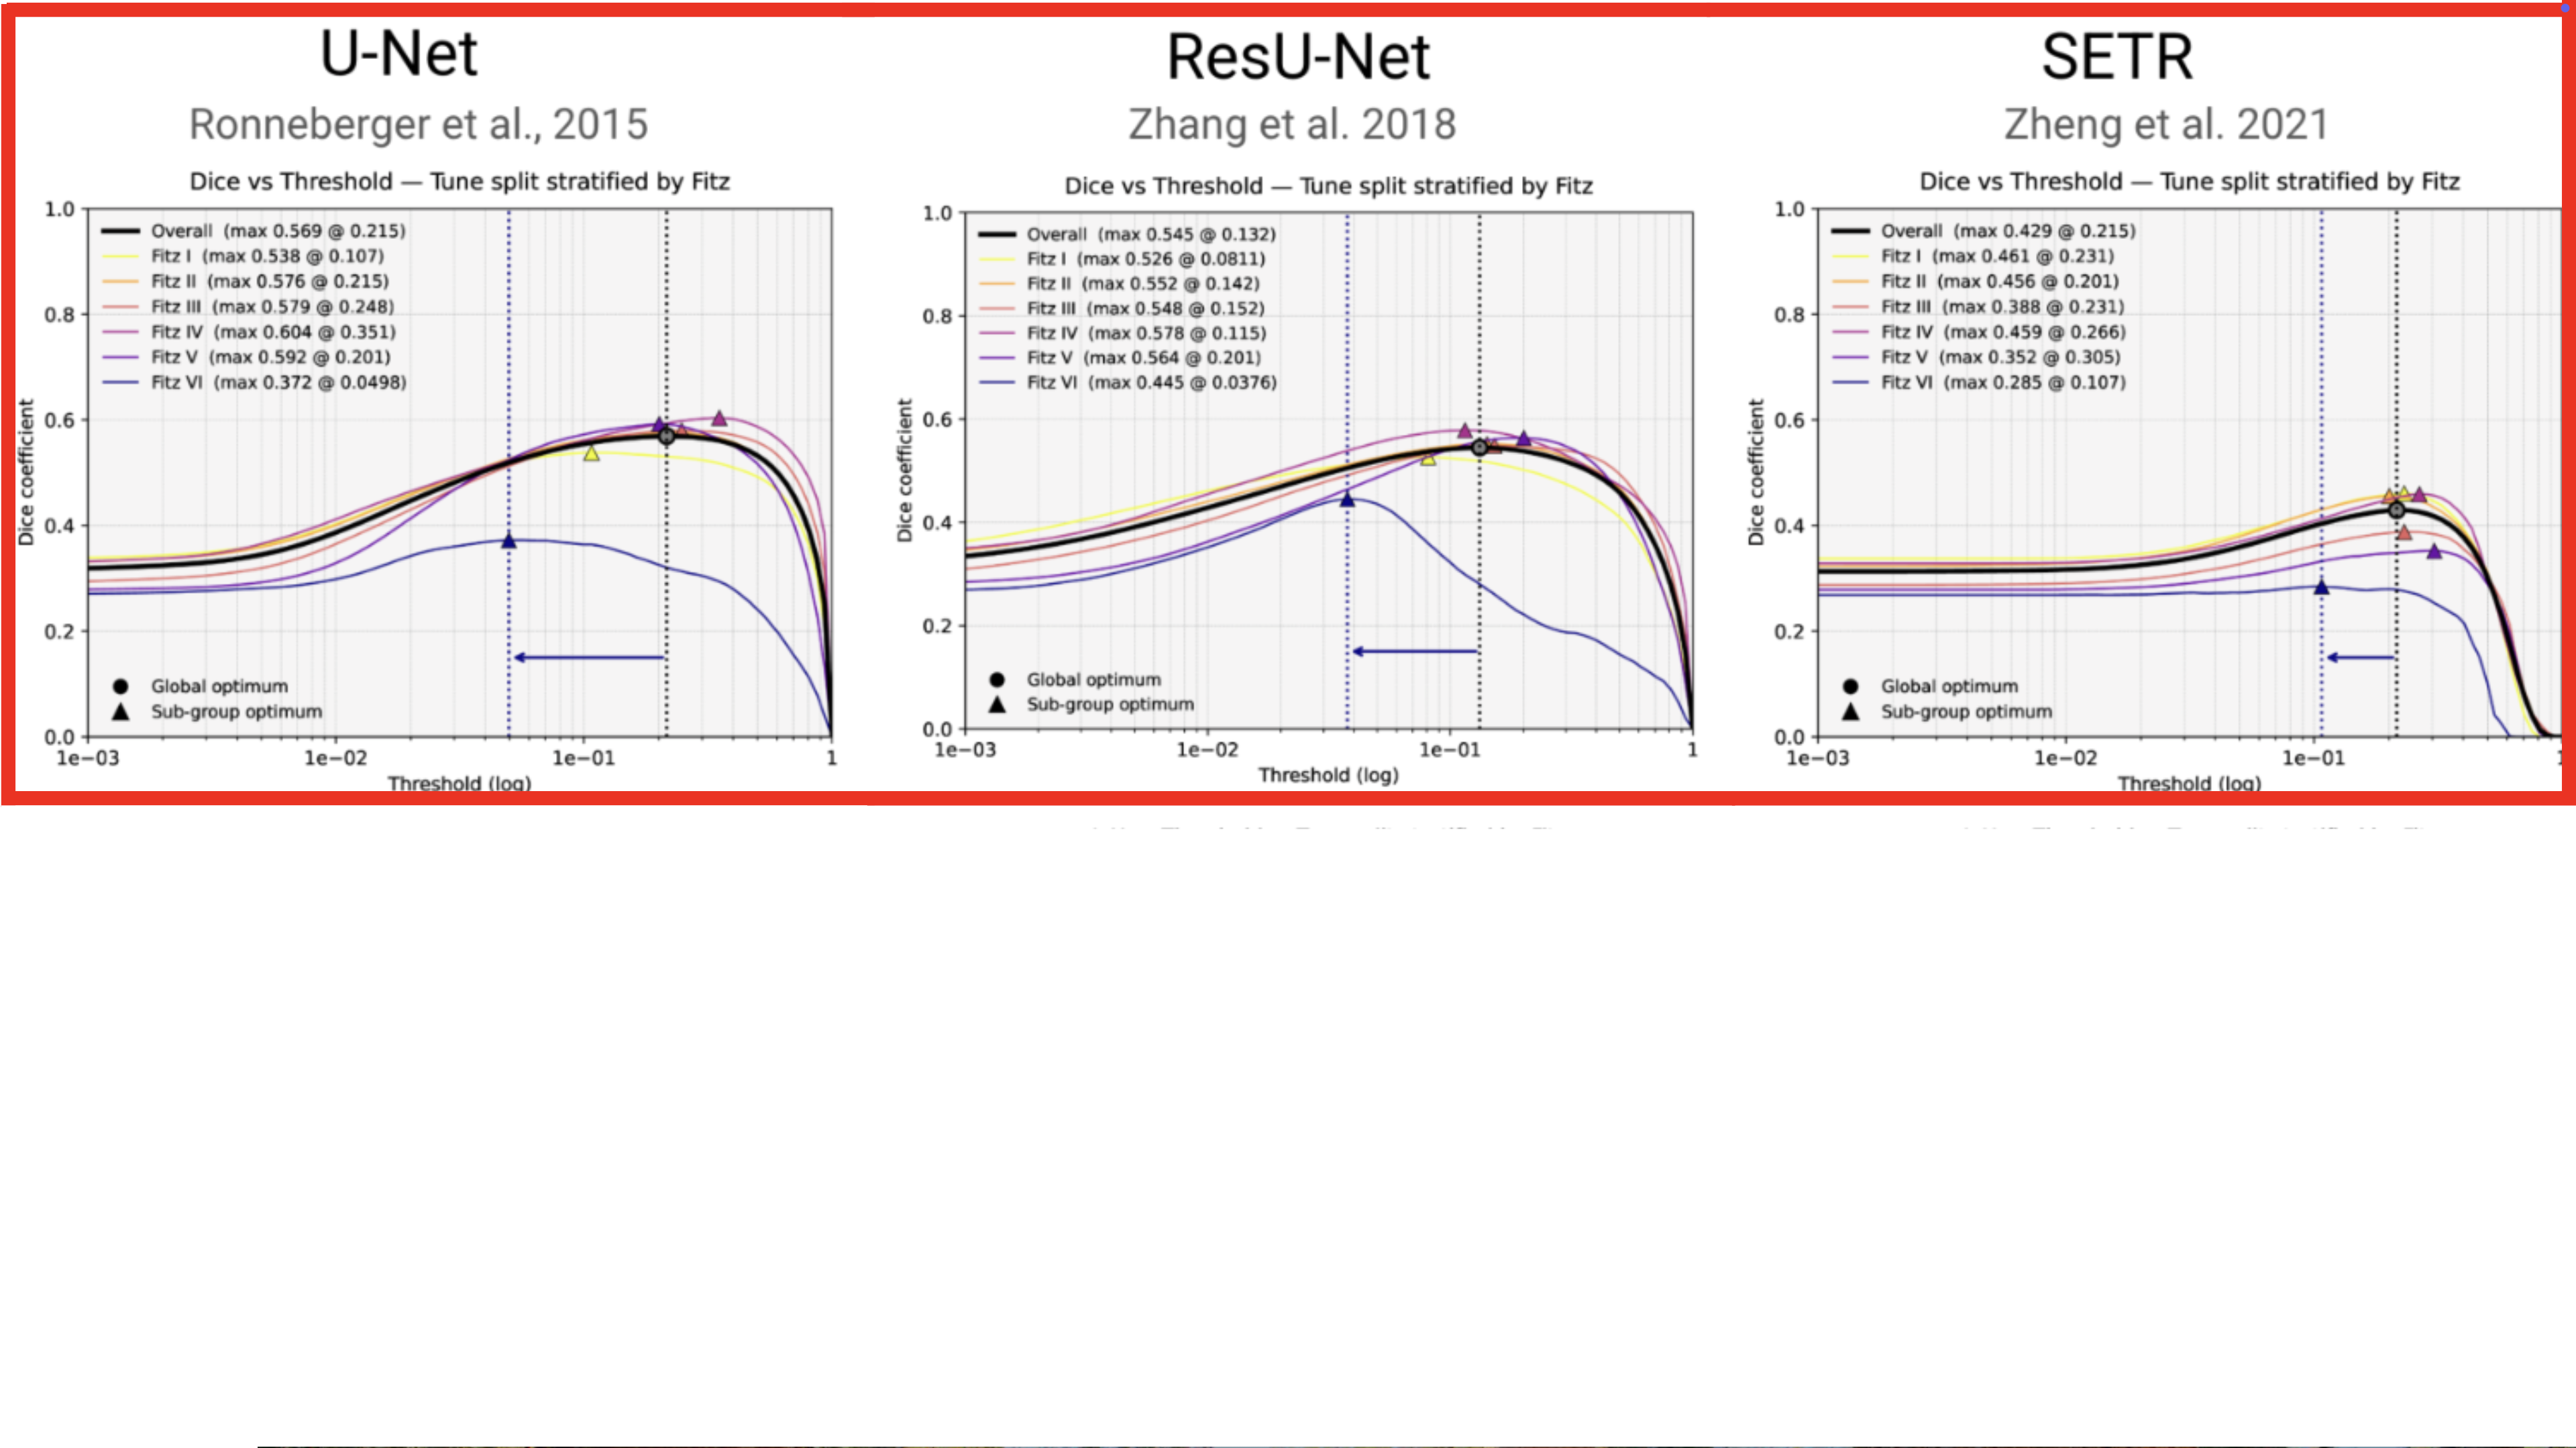 U-Net
Ronneberger et al., 2015
Dice vs Threshold — Tune split stratified by Fitz
1.0
0.8
0.6
0.4
0.2
0.0
Dice coefficient
Overall (max 0.569 @ 0.215)
Fitz I (max 0.538 @ 0.107)
Fitz II (max 0.576 @ 0.215)
Fitz III (max 0.579 @ 0.248)
Fitz IV (max 0.604 @ 0.351)
Fitz V (max 0.592 @ 0.201)
Fitz VI (max 0.372 @ 0.0498)
Global optimum
Sub-group optimum
1e−03 1e−02 1e−01 1
Threshold (log)
ResU-Net
Zhang et al. 2018
Dice vs Threshold — Tune split stratified by Fitz
1.0
0.8
0.6
0.4
0.2
0.0
Dice coefficient
Overall (max 0.545 @ 0.132)
Fitz I (max 0.526 @ 0.0811)
Fitz II (max 0.552 @ 0.142)
Fitz III (max 0.548 @ 0.152)
Fitz IV (max 0.578 @ 0.115)
Fitz V (max 0.564 @ 0.201)
Fitz VI (max 0.445 @ 0.0376)
Global optimum
Sub-group optimum
1e−03 1e−02 1e−01 1
Threshold (log)
SETR
Zheng et al. 2021
Dice vs Threshold — Tune split stratified by Fitz
1.0
0.8
0.6
0.4
0.2
0.0
Dice coefficient
Overall (max 0.429 @ 0.215)
Fitz I (max 0.461 @ 0.231)
Fitz II (max 0.456 @ 0.201)
Fitz III (max 0.388 @ 0.231)
Fitz IV (max 0.459 @ 0.266)
Fitz V (max 0.352 @ 0.305)
Fitz VI (max 0.285 @ 0.107)
Global optimum
Sub-group optimum
1e−03 1e−02 1e−01 1
Threshold (log)